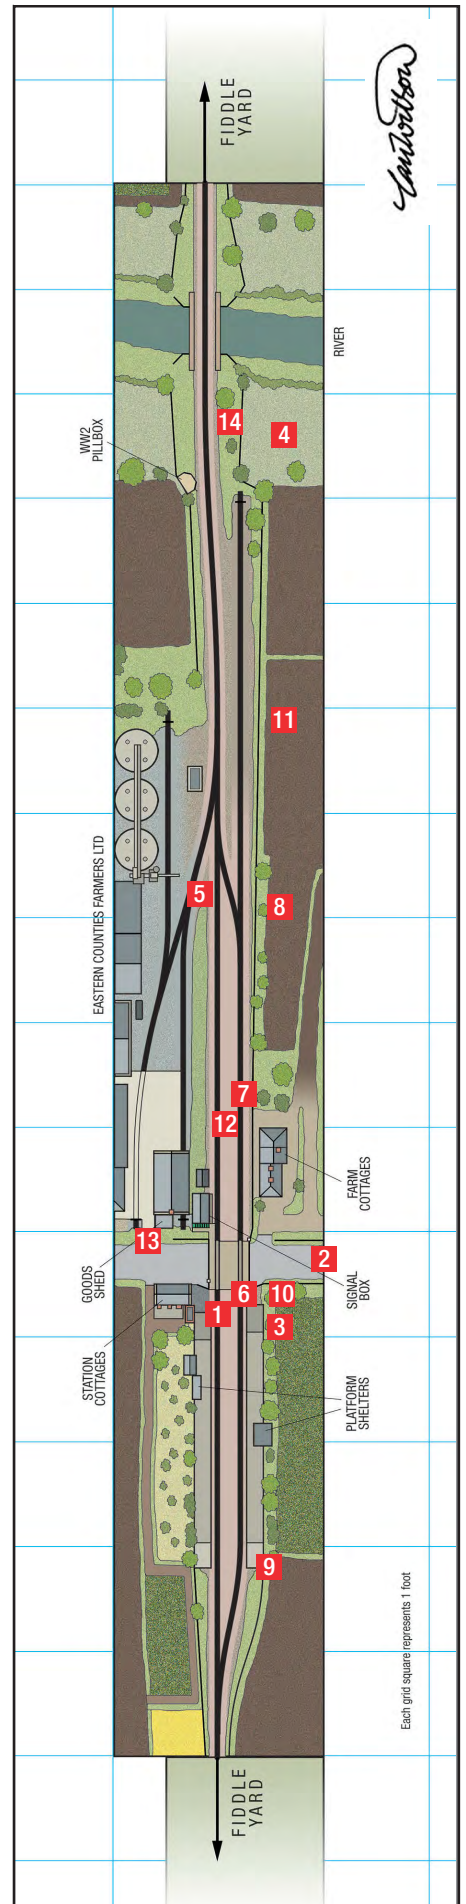 FIDDLE
YARD
Ian Wilson
RIVER
WW2
PILLBOX
14
4
11
EASTERN COUNTIES FARMERS LTD
5
8
7
12
FARM
COTTAGES
GOODS
SHED
13
2
SIGNAL
BOX
6
10
1
3
STATION
COTTAGES
PLATFORM
SHELTERS
9
Each grid square represents 1 foot
FIDDLE
YARD